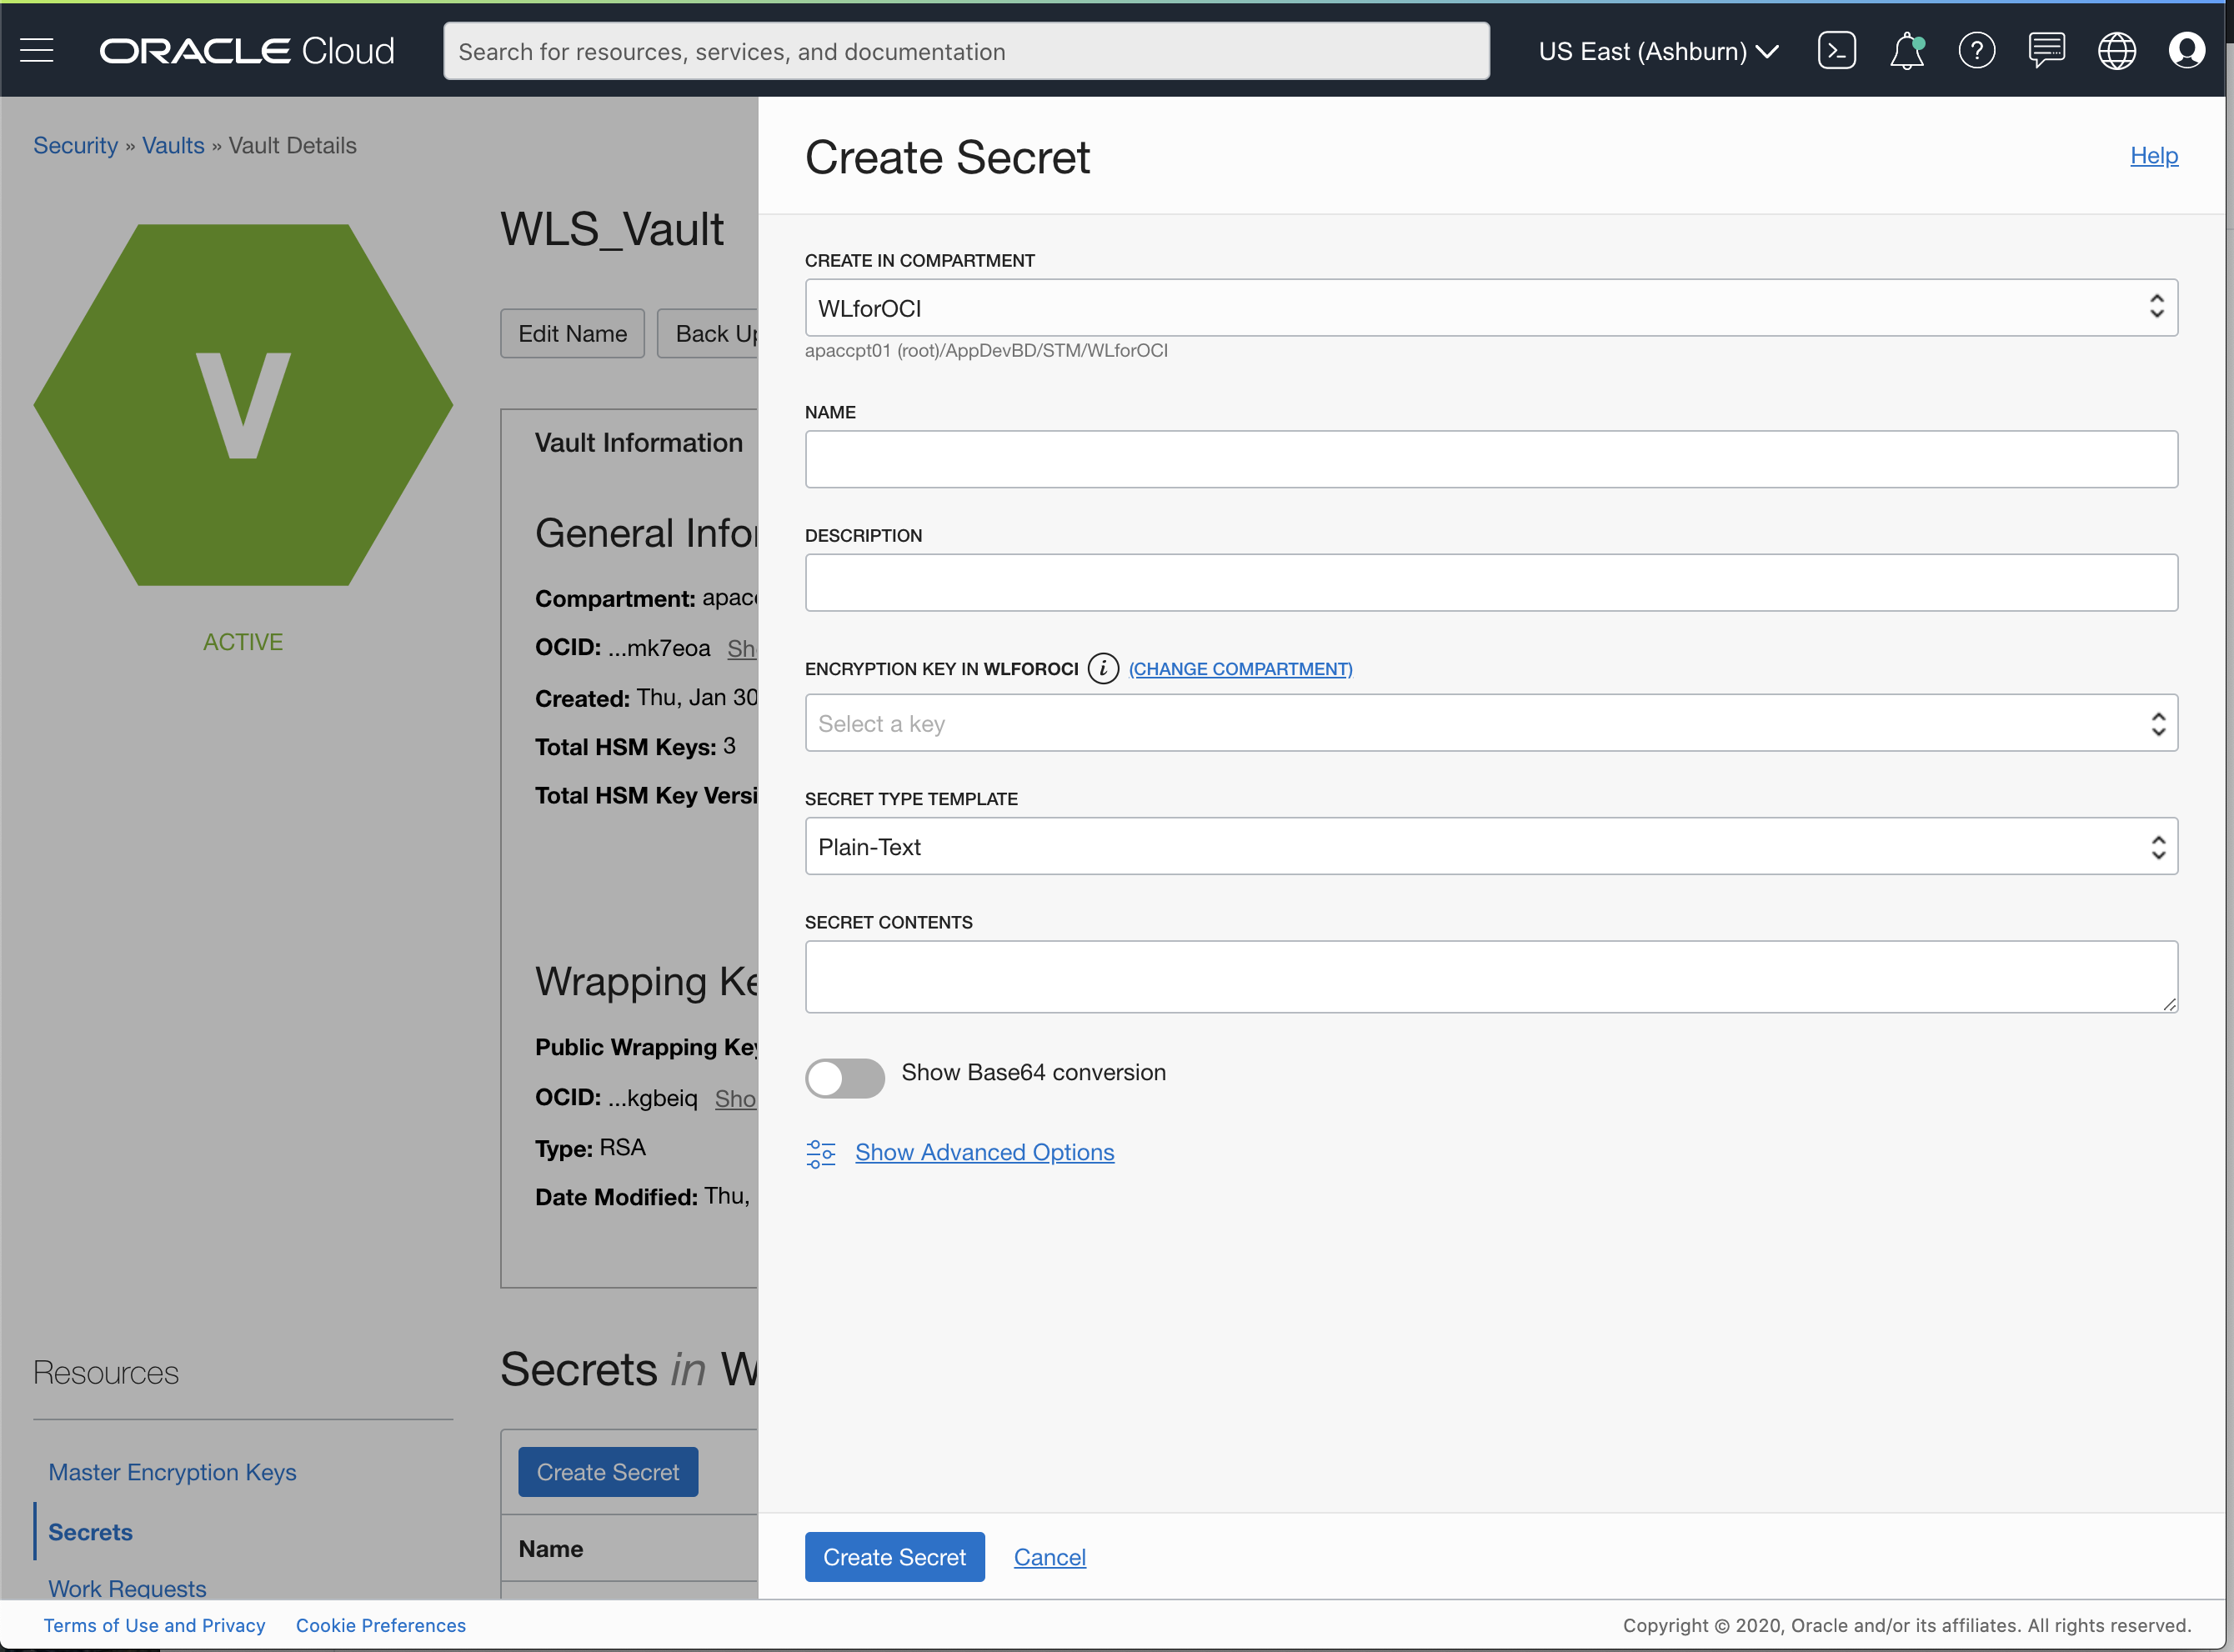 ORACLE Cloud
Search for resources, services, and documentation
US East (Ashburn)
Security » Vaults » Vault Details
V
ACTIVE
WLS_Vault
Edit Name
Back Up
Vault Information
General Infor
Compartment: apacc
OCID: ...mk7eoa Sho
Created: Thu, Jan 30
Total HSM Keys: 3
Total HSM Key Versi
Wrapping Ke
Public Wrapping Key
OCID: ...kgbeiq Sho
Type: RSA
Date Modified: Thu,
Resources
Master Encryption Keys
Secrets
Work Requests
Secrets in W
Create Secret
Name
Create Secret
Help
CREATE IN COMPARTMENT
WLforOCI
apaccpt01 (root)/AppDevBD/STM/WLforOCI
NAME
DESCRIPTION
ENCRYPTION KEY IN WLFOROCI i (CHANGE COMPARTMENT)
Select a key
SECRET TYPE TEMPLATE
Plain-Text
SECRET CONTENTS
Show Base64 conversion
Show Advanced Options
Create Secret
Cancel
Terms of Use and Privacy
Cookie Preferences
Copyright © 2020, Oracle and/or its affiliates. All rights reserved.